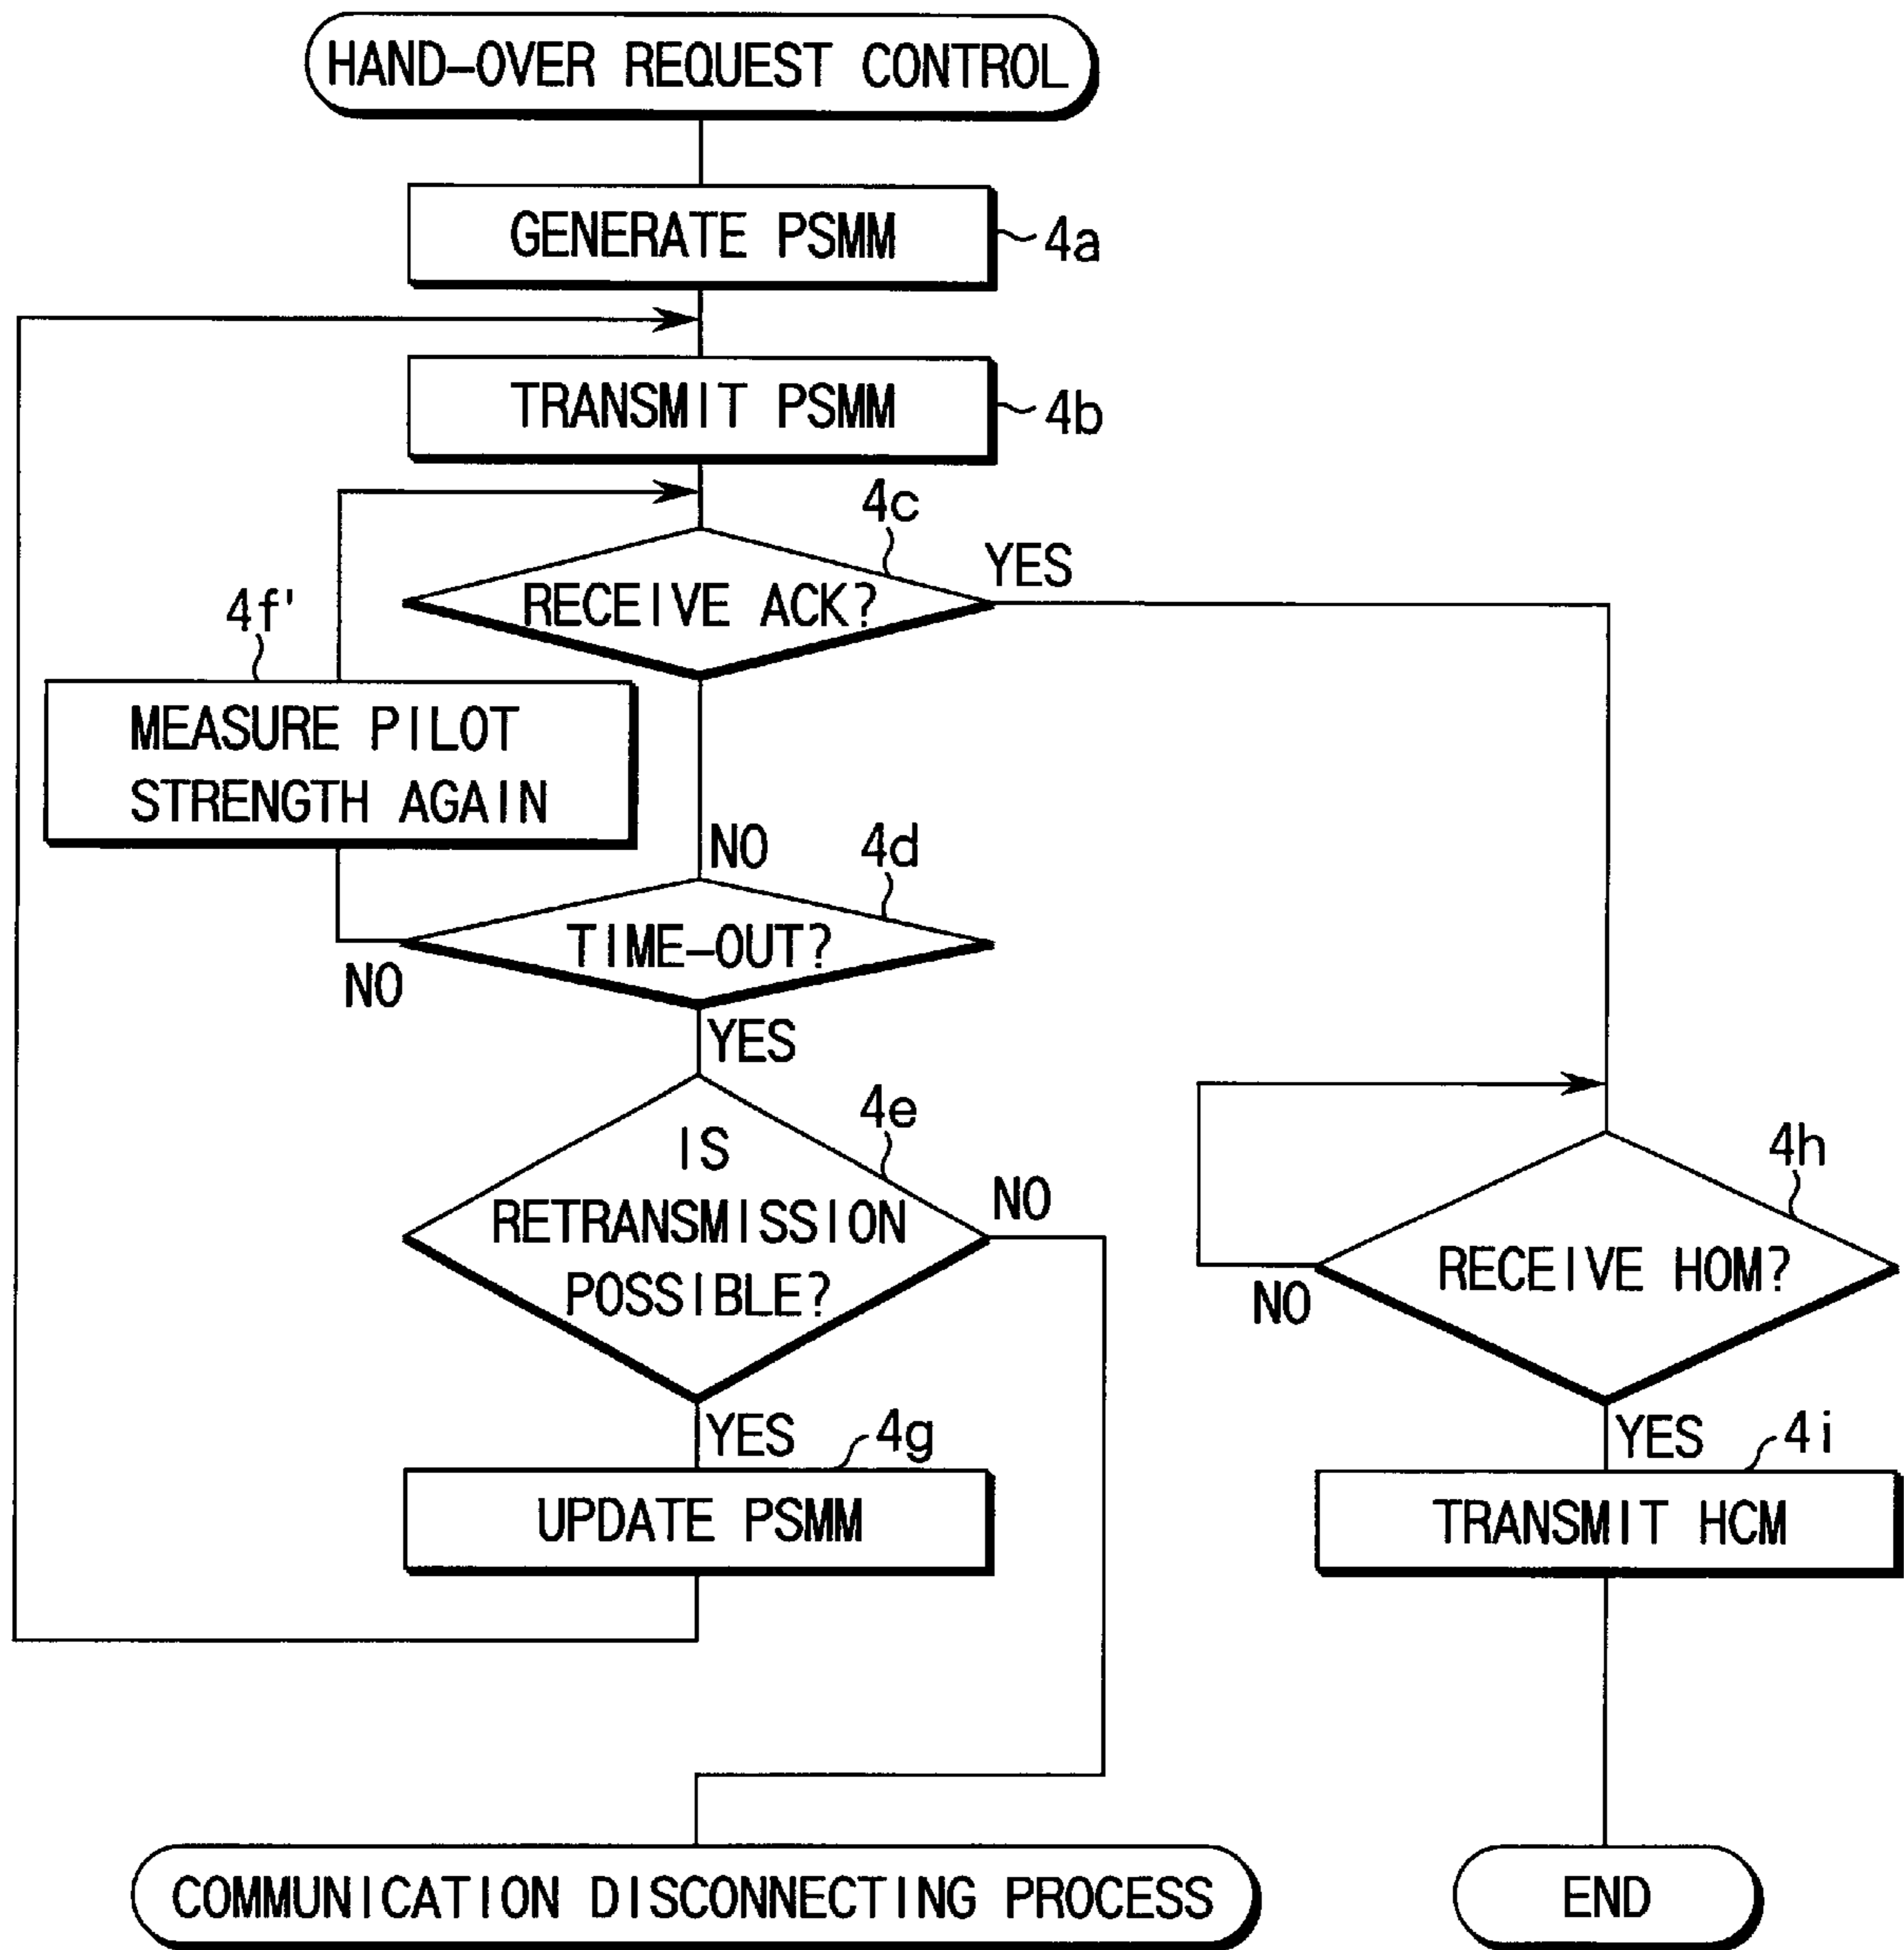 HAND-OVER REQUEST CONTROL
GENERATE PSMM
4a
TRANSMIT PSMM
4b
4c
RECEIVE ACK?
YES
4f'
MEASURE PILOT
STRENGTH AGAIN
NO
4d
TIME-OUT?
NO
YES
4e
IS
RETRANSMISSION
POSSIBLE?
NO
YES
4g
UPDATE PSMM
4h
RECEIVE HOM?
NO
YES
4i
TRANSMIT HCM
COMMUNICATION DISCONNECTING PROCESS
END